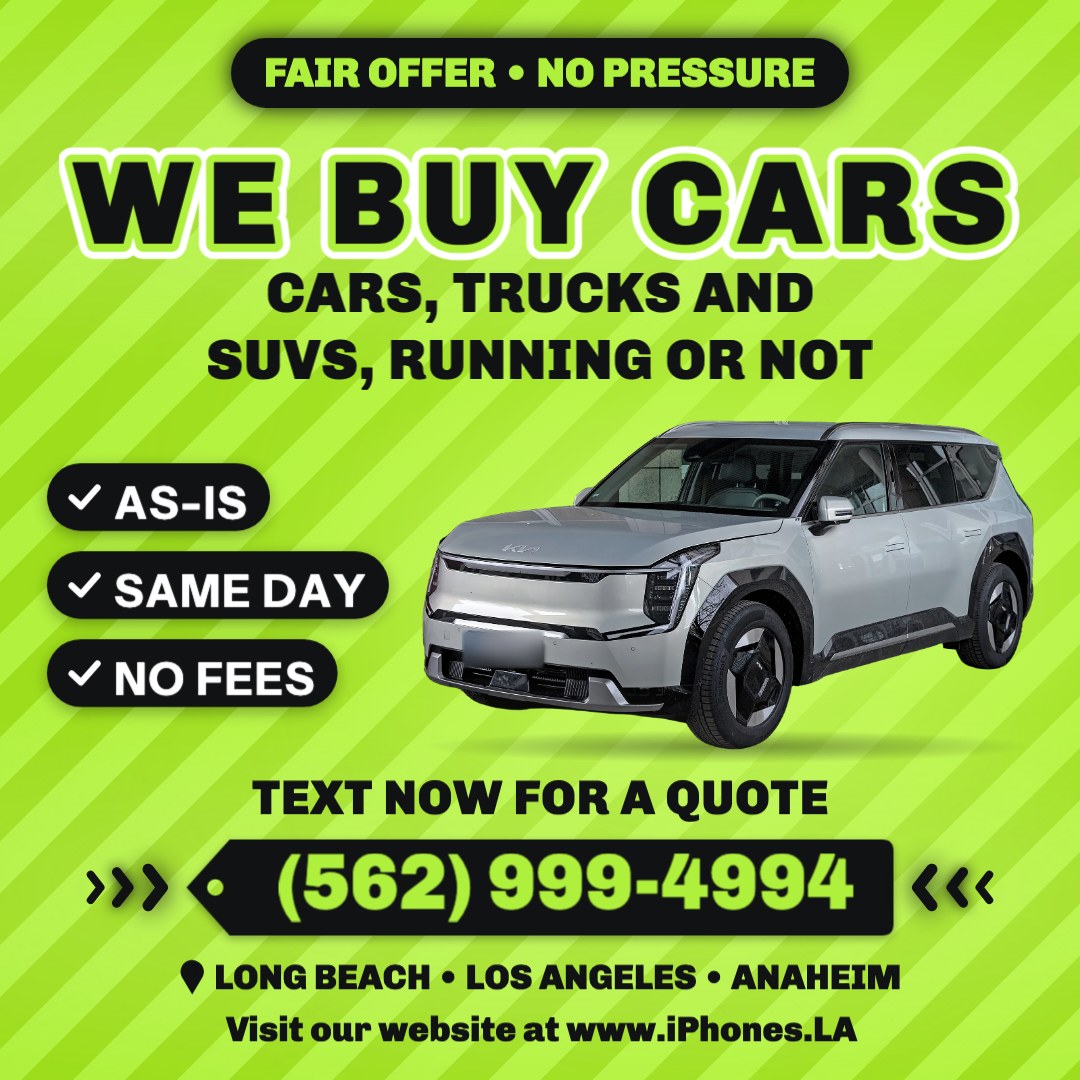 FAIR OFFER • NO PRESSURE
WE BUY CARS
CARS, TRUCKS AND
SUVS, RUNNING OR NOT
AS-IS
SAME DAY
NO FEES
KIA
TEXT NOW FOR A QUOTE
(562) 999-4994
LONG BEACH • LOS ANGELES • ANAHEIM
Visit our website at www.iPhones.LA